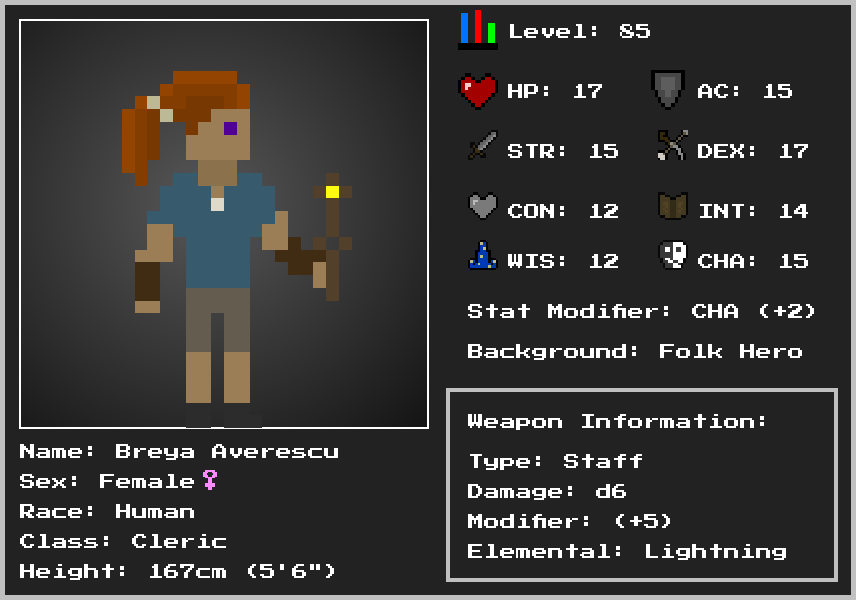 Level: 85
HP: 17
AC: 15
STR: 15
DEX: 17
CON: 12
INT: 14
WIS: 12
CHA: 15
Stat Modifier: CHA (+2)
Background: Folk Hero
Weapon Information:
Type: Staff
Damage: d6
Modifier: (+5)
Elemental: Lightning
Name: Breya Averescu
Sex: Female♀
Race: Human
Class: Cleric
Height: 167cm (5'6")